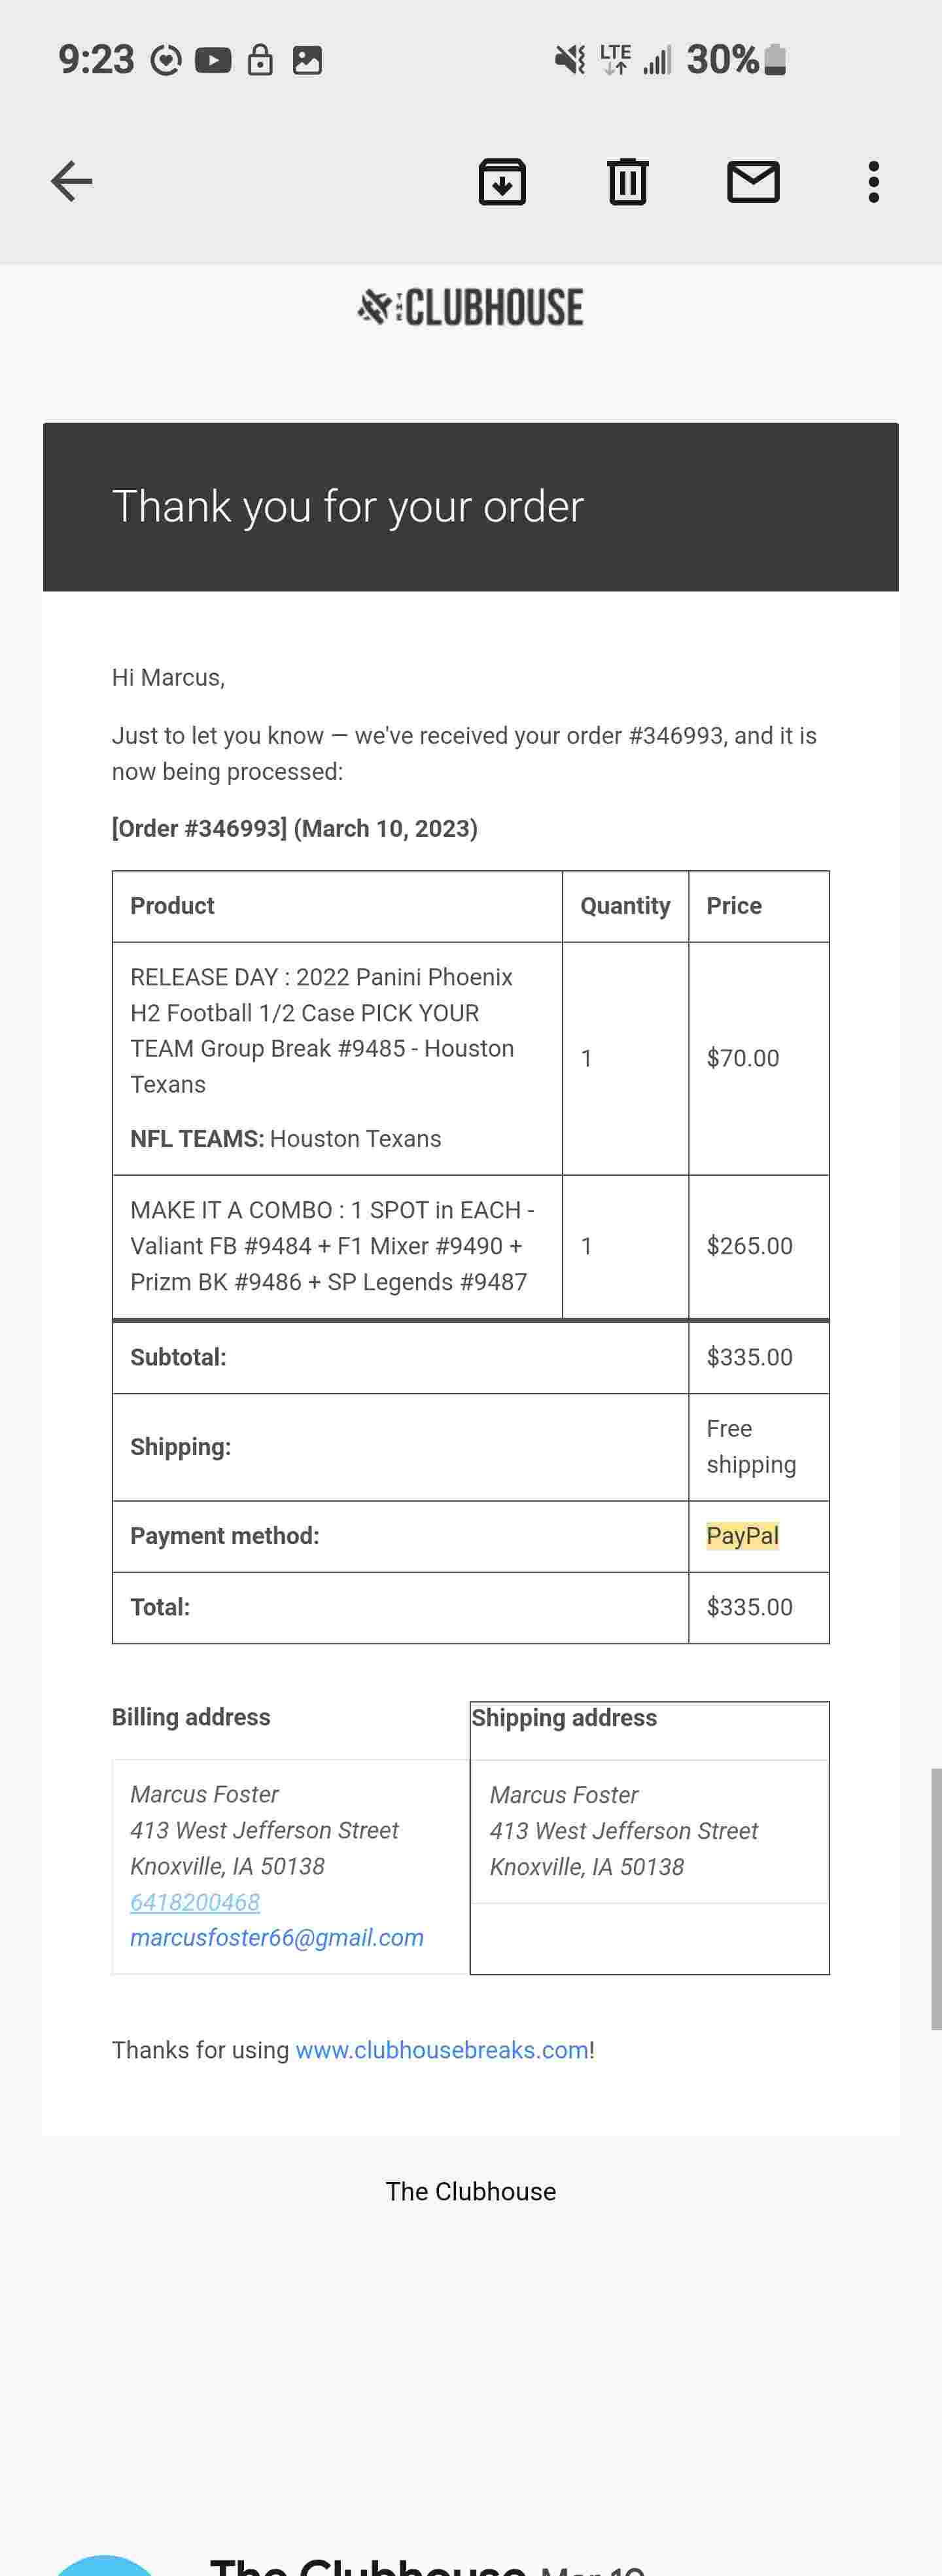 9:23 LTE 30%
THE CLUBHOUSE
Thank you for your order
Hi Marcus,
Just to let you know — we've received your order #346993, and it is
now being processed:
[Order #346993] (March 10, 2023)
Product Quantity Price
RELEASE DAY : 2022 Panini Phoenix
H2 Football 1/2 Case PICK YOUR
TEAM Group Break #9485 - Houston
Texans
NFL TEAMS: Houston Texans
1
$70.00
MAKE IT A COMBO : 1 SPOT in EACH -
Valiant FB #9484 + F1 Mixer #9490 +
Prizm BK #9486 + SP Legends #9487
1
$265.00
Subtotal: $335.00
Shipping: Free
shipping
Payment method: PayPal
Total: $335.00
Billing address
Marcus Foster
413 West Jefferson Street
Knoxville, IA 50138
6418200468
marcusfoster66@gmail.com
Shipping address
Marcus Foster
413 West Jefferson Street
Knoxville, IA 50138
Thanks for using www.clubhousebreaks.com!
The Clubhouse
The Clubhouse Mar 10